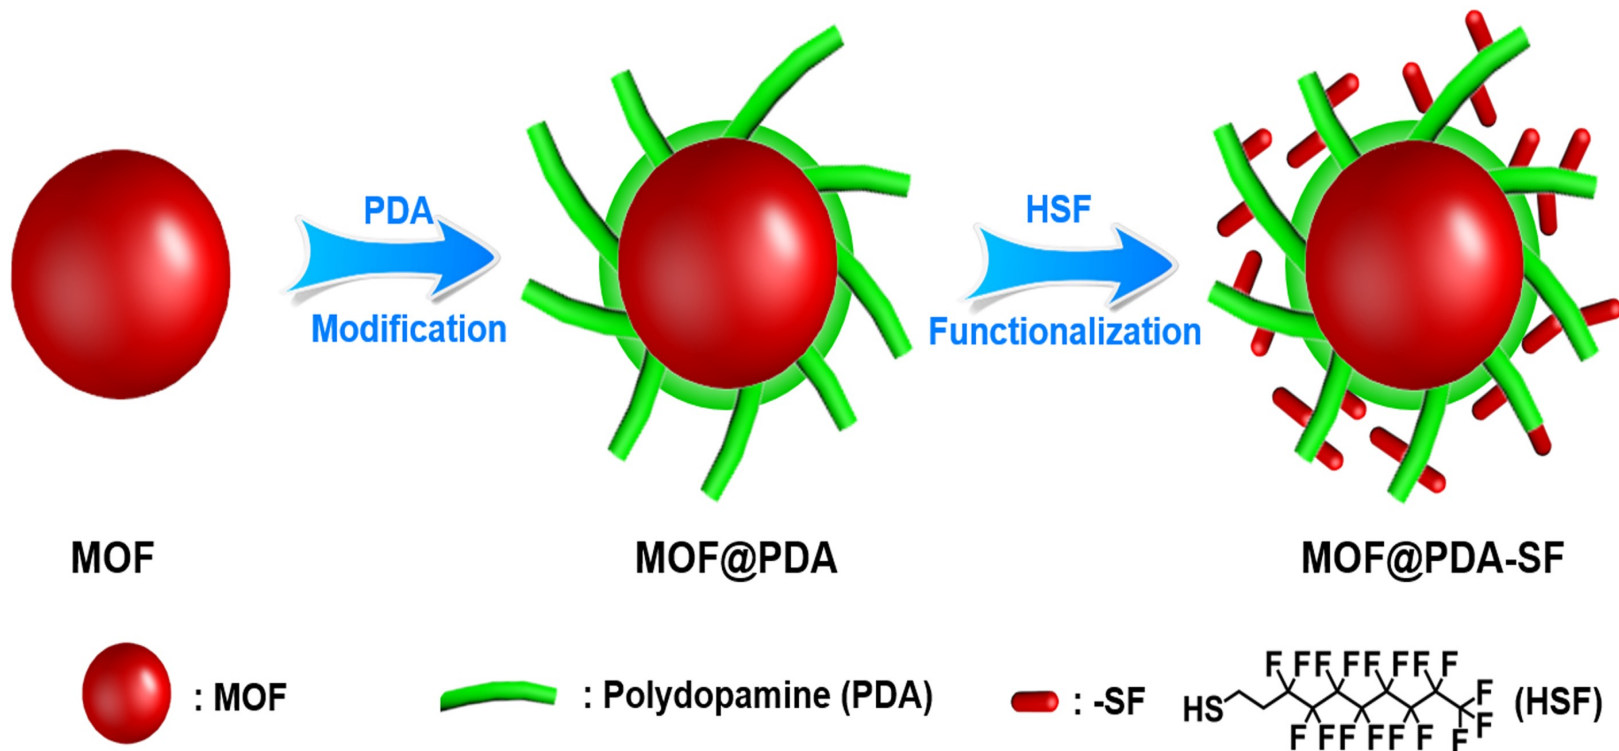 PDA
Modification
HSF
Functionalization
MOF
MOF@PDA
MOF@PDA-SF
: MOF
: Polydopamine (PDA)
: -SF
F FF FF FF F
HS
F
F
F FF FF F F
(HSF)